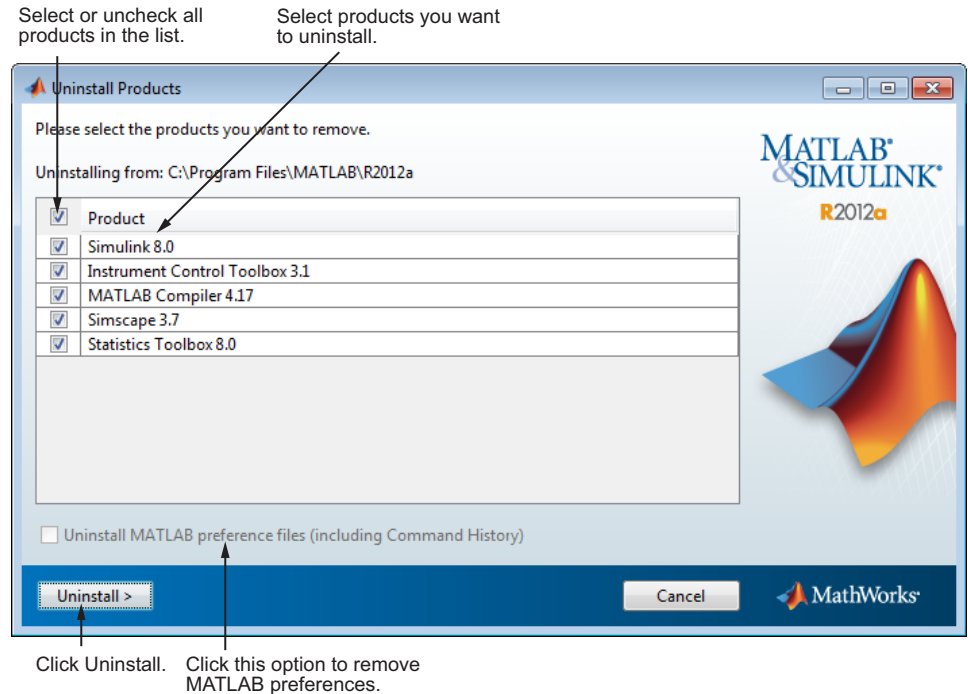 Select or uncheck all
products in the list.
Select products you want
to uninstall.
Uninstall Products
Please select the products you want to remove.
Uninstalling from: C:\Program Files\MATLAB\R2012a
MATLAB®
&SIMULINK®
R2012a
Product
Simulink 8.0
Instrument Control Toolbox 3.1
MATLAB Compiler 4.17
Simscape 3.7
Statistics Toolbox 8.0
Uninstall MATLAB preference files (including Command History)
Uninstall >
Cancel
MathWorks®
Click Uninstall.
Click this option to remove
MATLAB preferences.